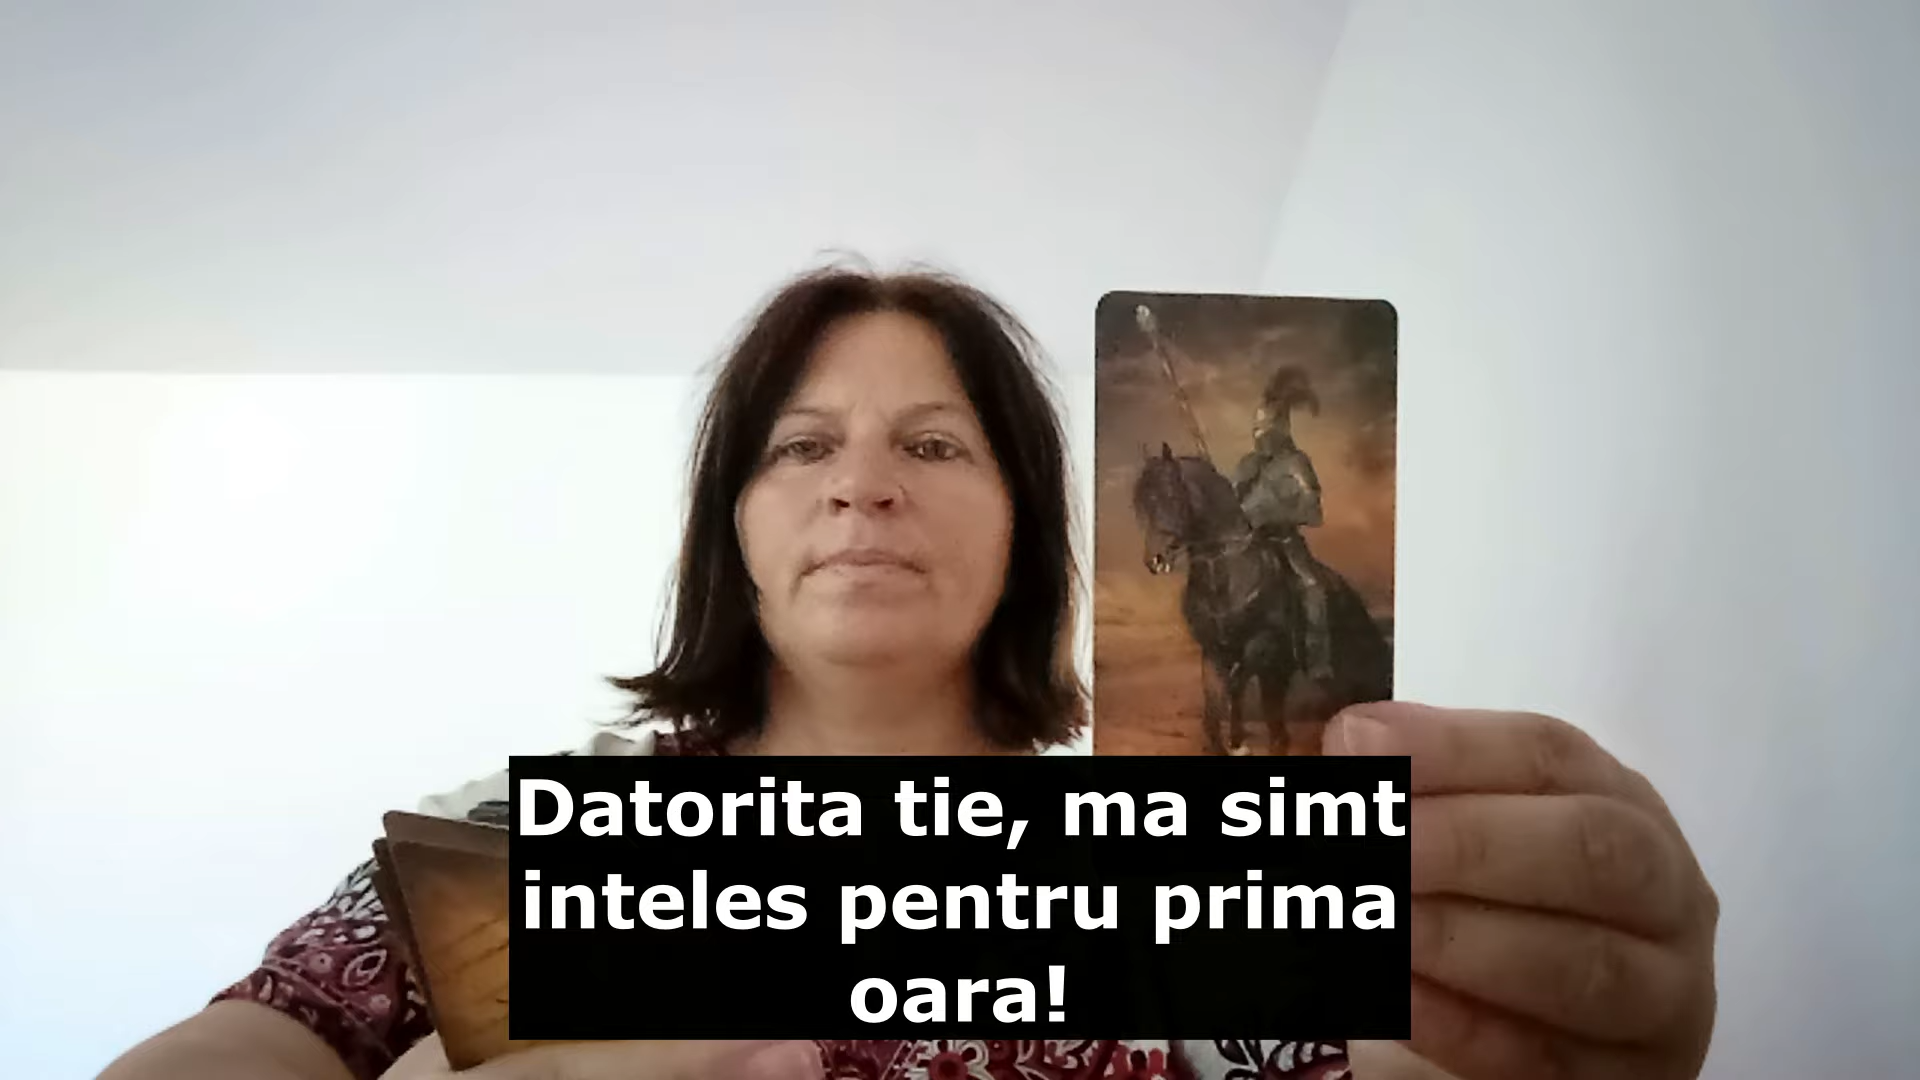 Datorita tie, ma simt
inteles pentru prima
oara!